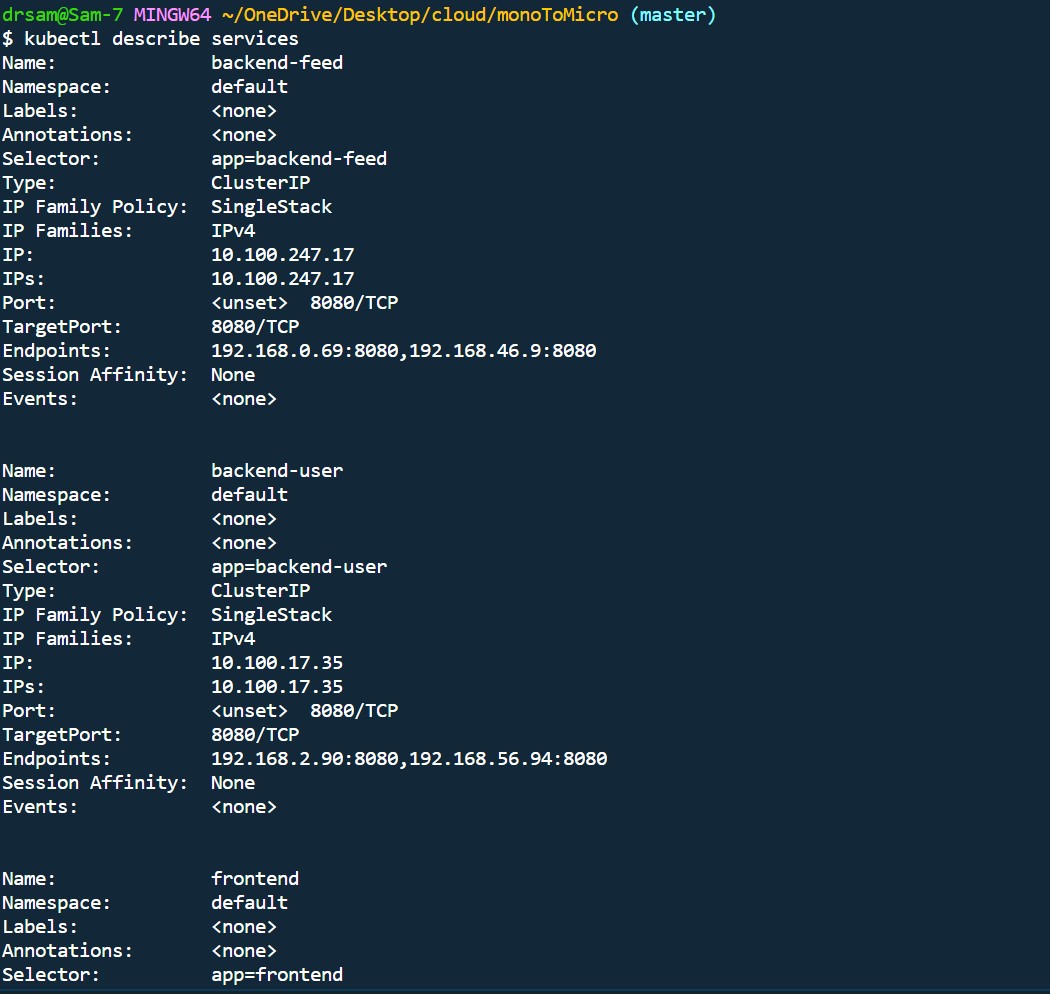 drsam@Sam-7 MINGW64 ~/OneDrive/Desktop/cloud/monoToMicro (master)
$ kubectl describe services
Name:              backend-feed
Namespace:         default
Labels:            <none>
Annotations:       <none>
Selector:          app=backend-feed
Type:              ClusterIP
IP Family Policy:  SingleStack
IP Families:       IPv4
IP:                10.100.247.17
IPs:               10.100.247.17
Port:              <unset>  8080/TCP
TargetPort:        8080/TCP
Endpoints:         192.168.0.69:8080,192.168.46.9:8080
Session Affinity:  None
Events:            <none>
Name:              backend-user
Namespace:         default
Labels:            <none>
Annotations:       <none>
Selector:          app=backend-user
Type:              ClusterIP
IP Family Policy:  SingleStack
IP Families:       IPv4
IP:                10.100.17.35
IPs:               10.100.17.35
Port:              <unset>  8080/TCP
TargetPort:        8080/TCP
Endpoints:         192.168.2.90:8080,192.168.56.94:8080
Session Affinity:  None
Events:            <none>
Name:              frontend
Namespace:         default
Labels:            <none>
Annotations:       <none>
Selector:          app=frontend